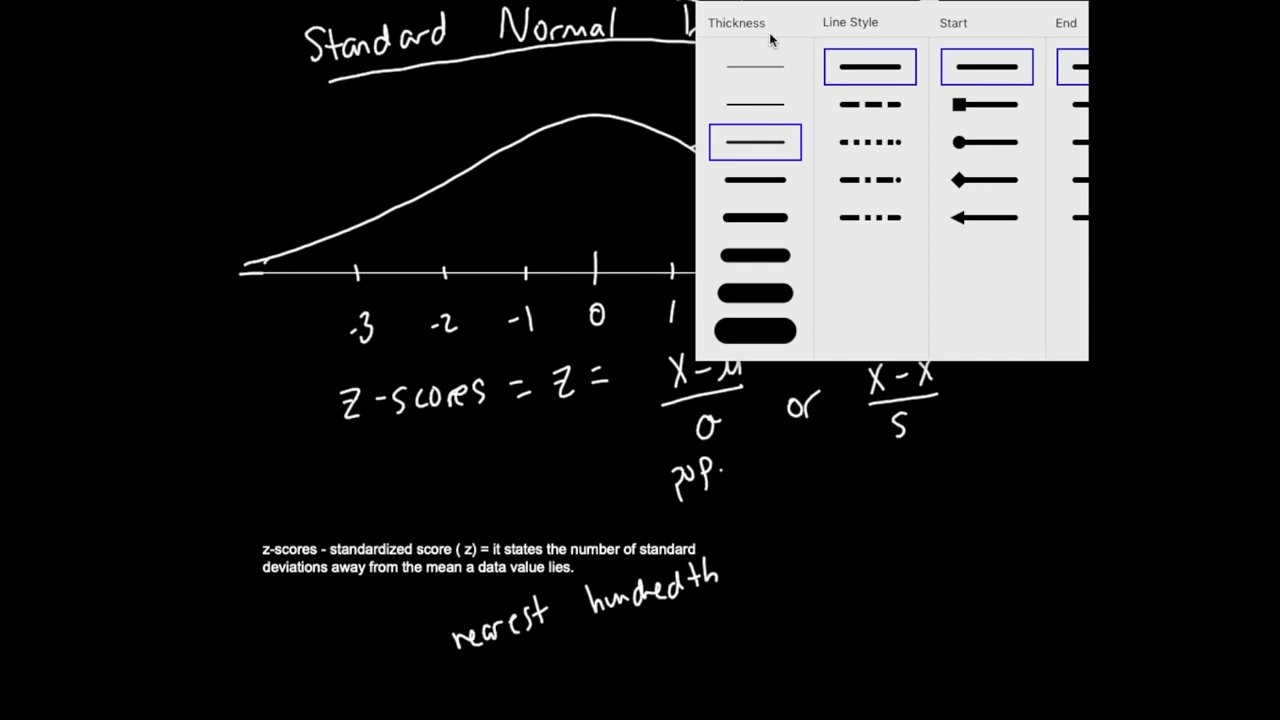 Standard Normal
Thickness Line Style Start End
-3 -2 -1 0 1
z-scores = z = x-μ/σ or x-x̄/s
pop.
z-scores - standardized score ( z) = it states the number of standard
deviations away from the mean a data value lies.
nearest hundredth